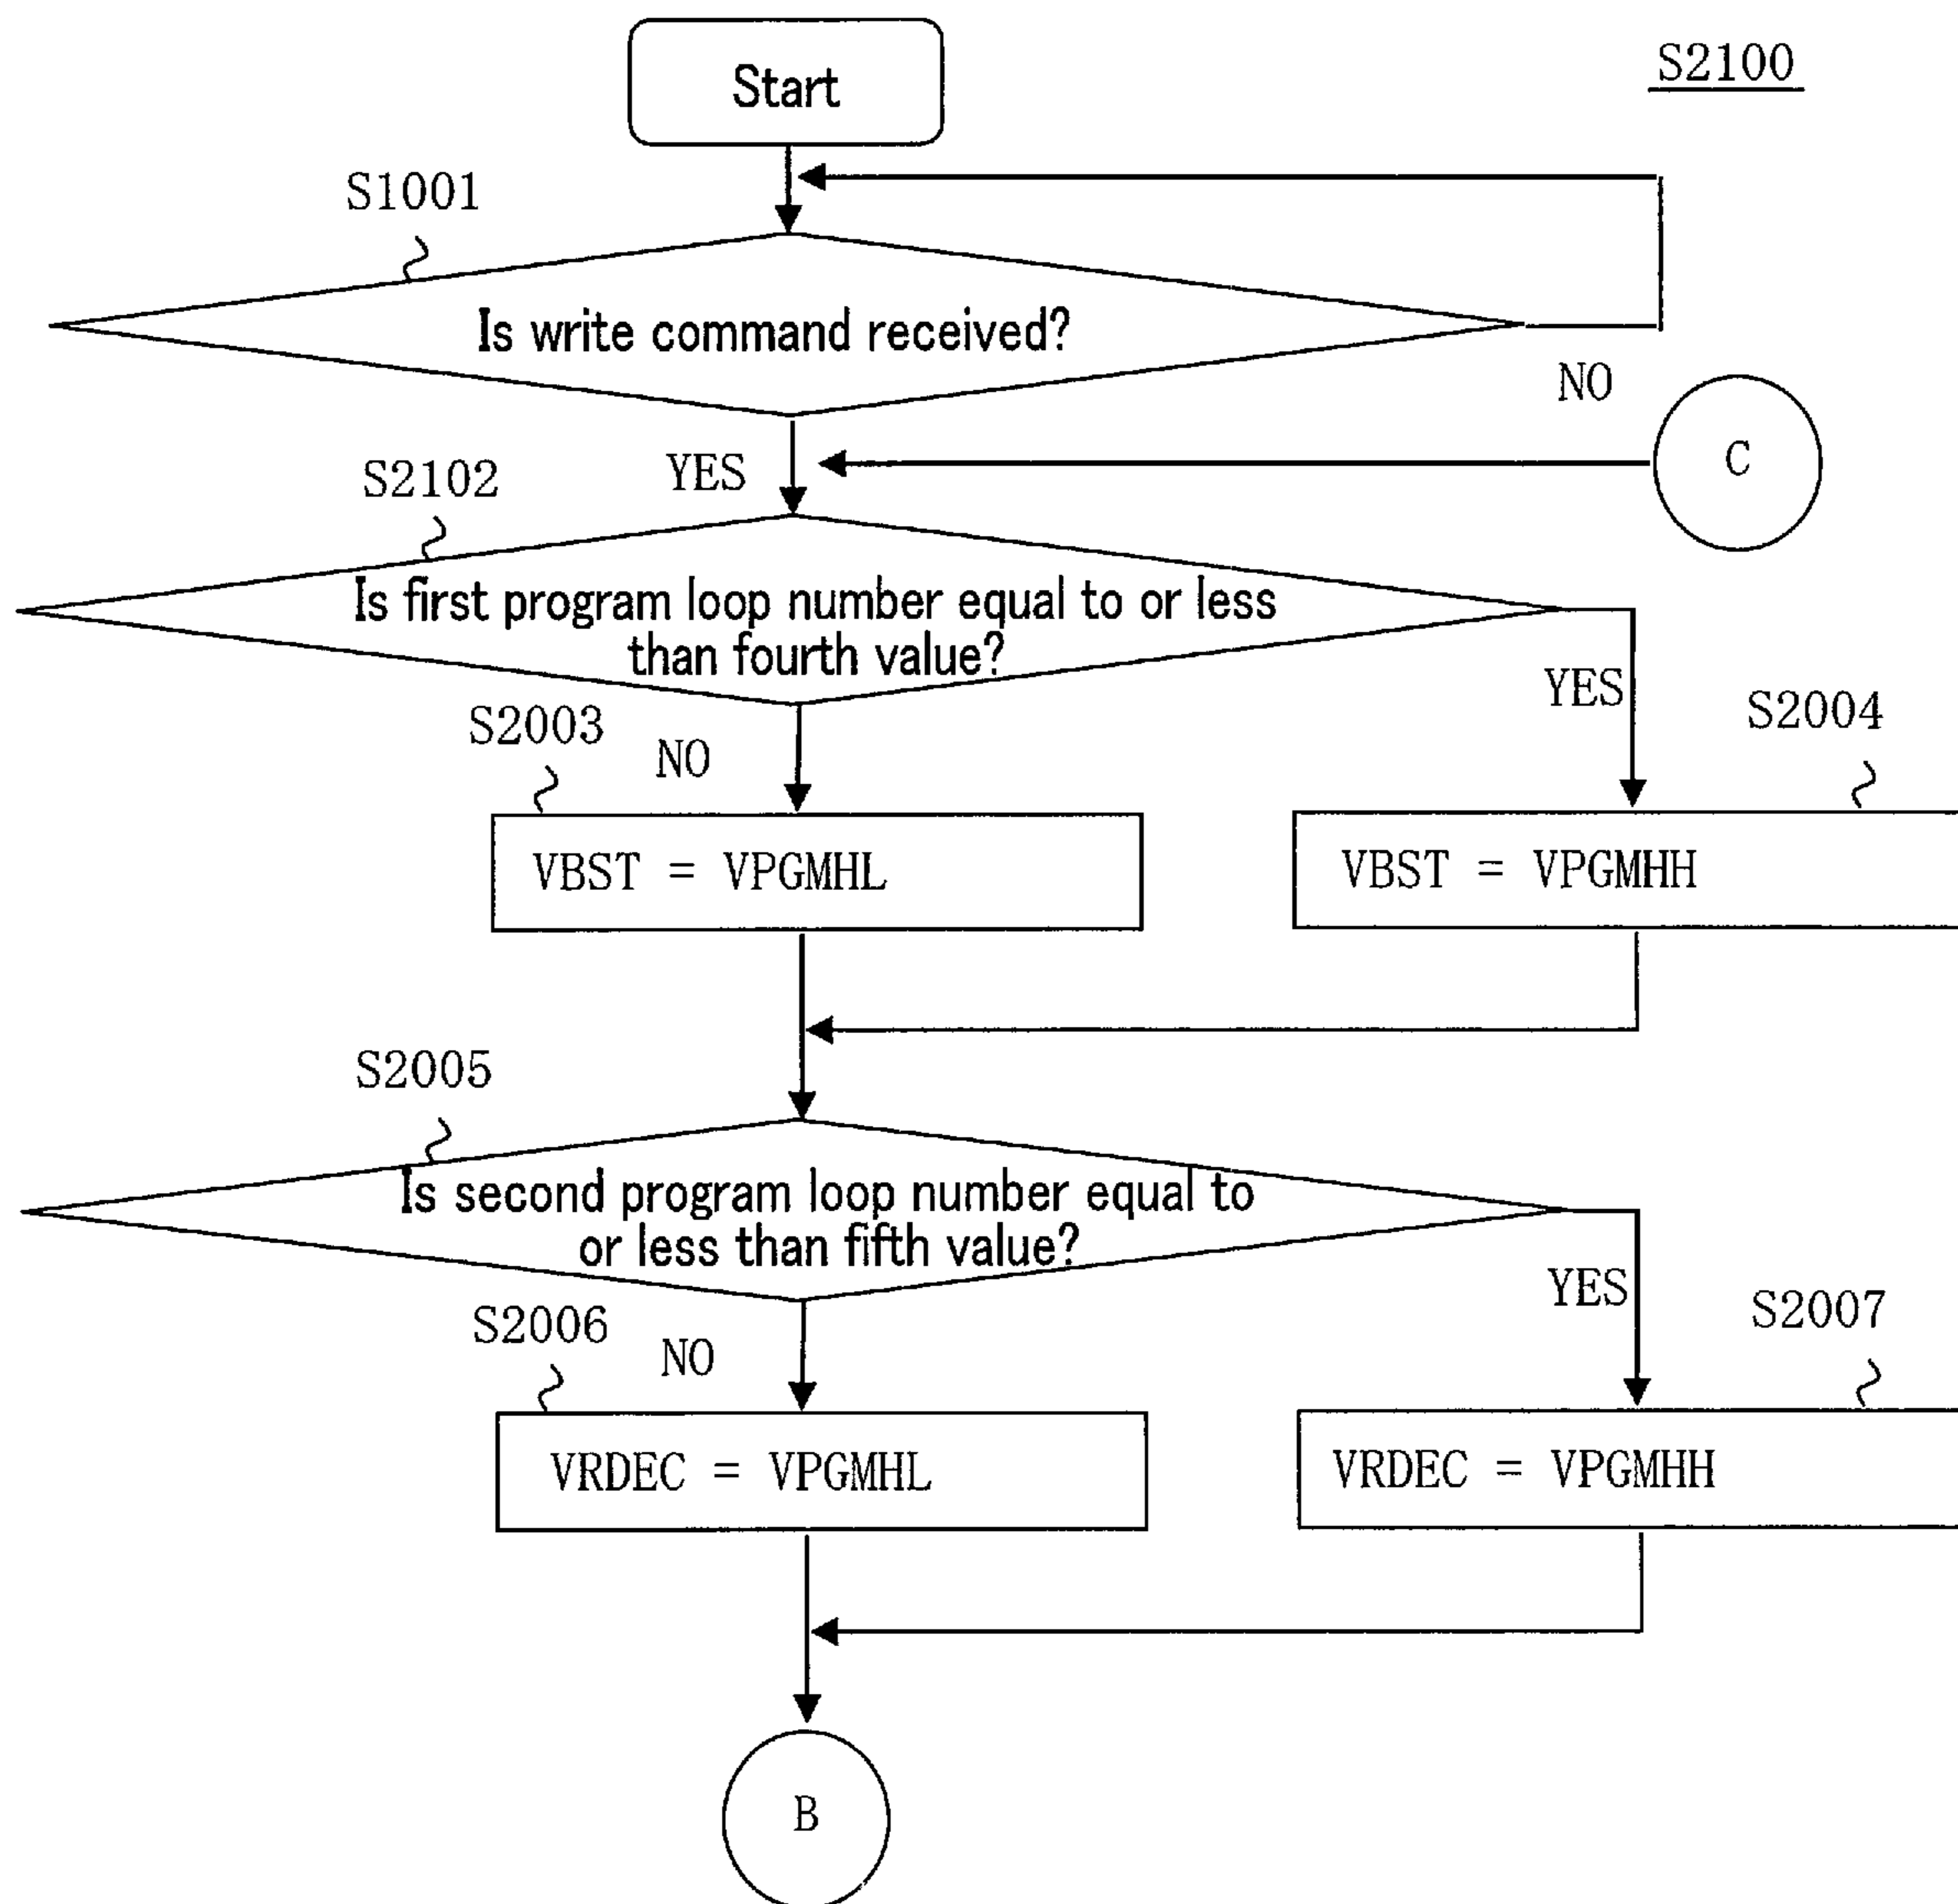 Start
S2100
S1001
Is write command received?
NO
C
YES
S2102
Is first program loop number equal to or less
than fourth value?
YES
S2004
S2003
NO
VBST = VPGMHL
VBST = VPGMHH
S2005
Is second program loop number equal to
or less than fifth value?
YES
S2007
S2006
NO
VRDEC = VPGMHL
VRDEC = VPGMHH
B